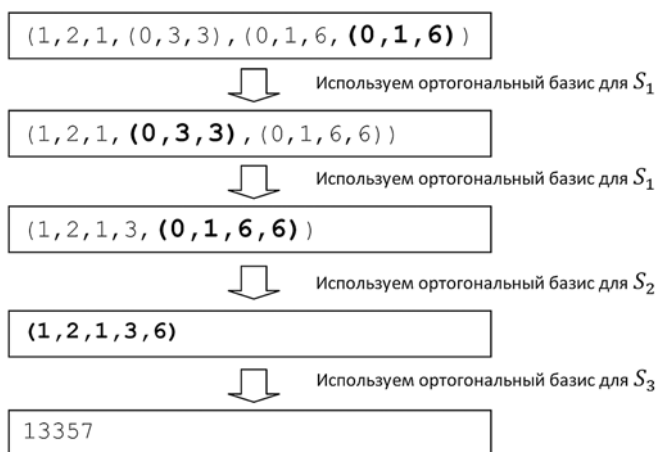 (1,2,1,(0,3,3),(0,1,6,(0,1,6))
Используем ортогональный базис для S₁
(1,2,1,(0,3,3),(0,1,6,6))
Используем ортогональный базис для S₁
(1,2,1,3,(0,1,6,6)
Используем ортогональный базис для S₂
(1,2,1,3,6)
Используем ортогональный базис для S₃
13357